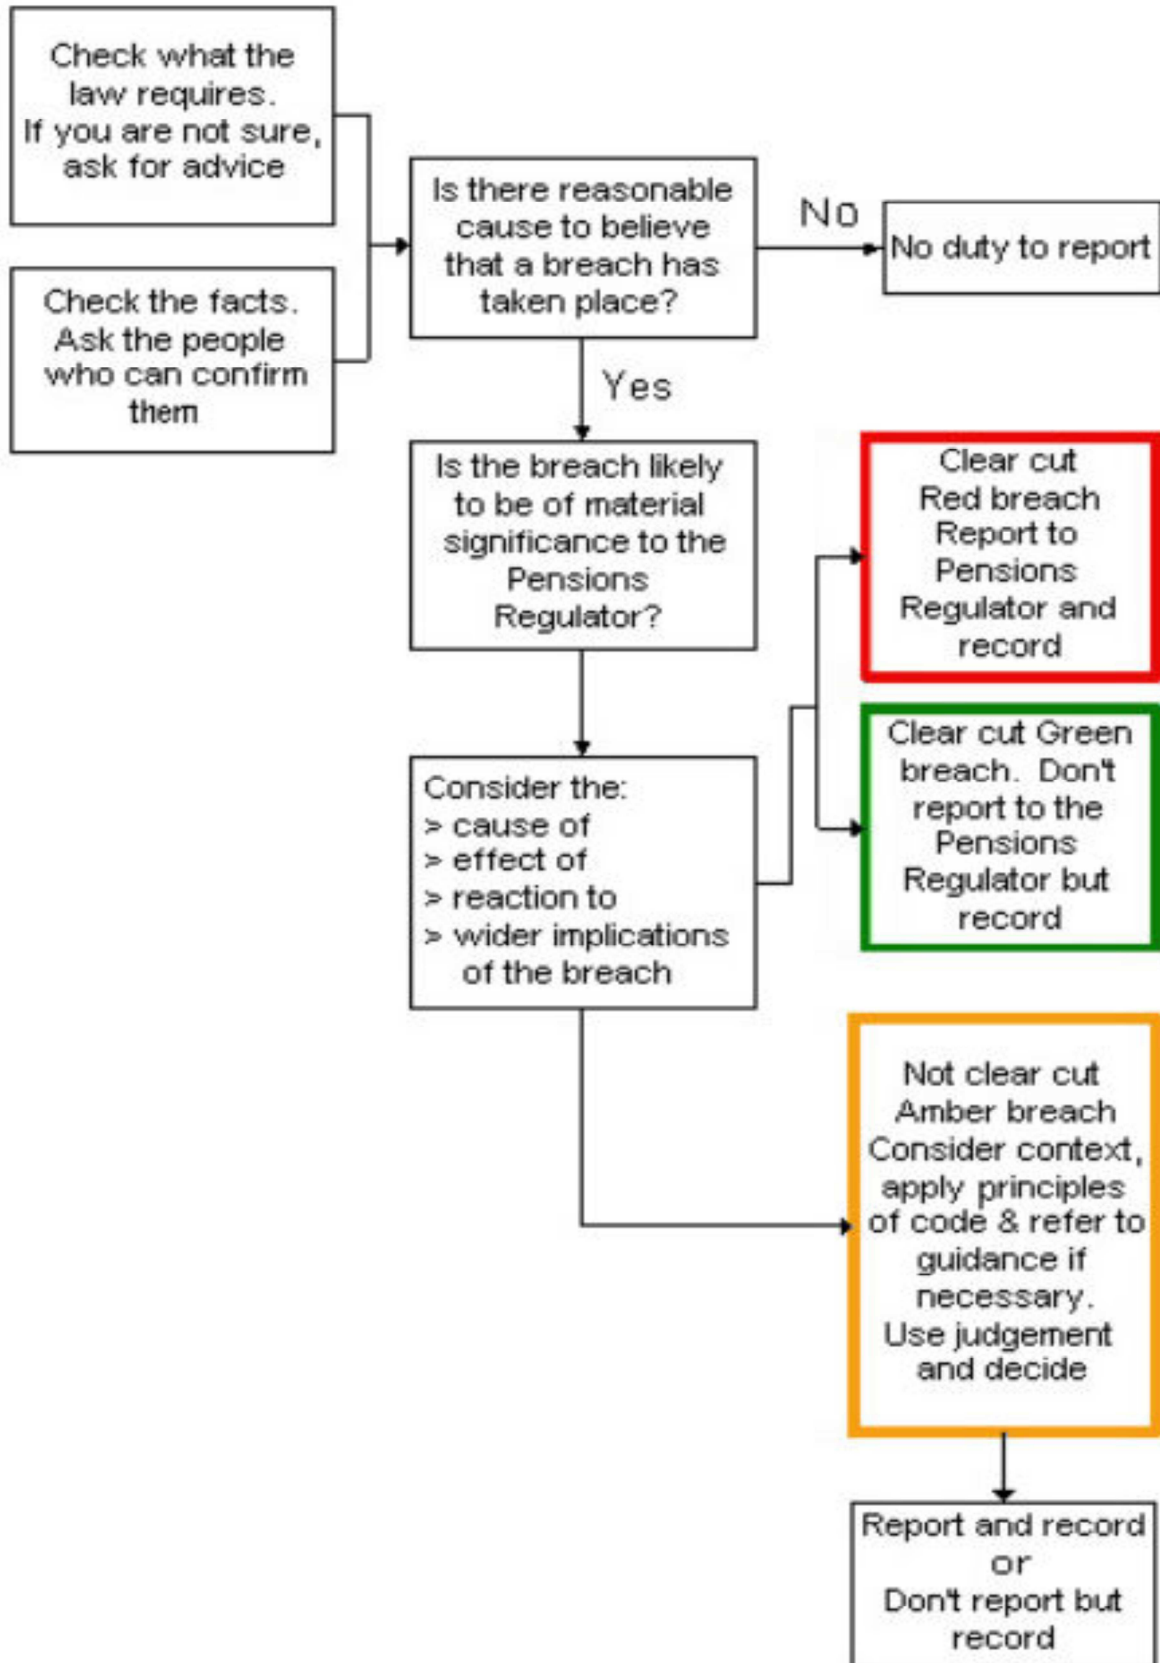 Check what the
law requires.
If you are not sure,
ask for advice
Check the facts.
Ask the people
who can confirm
them
Is there reasonable
cause to believe
that a breach has
taken place?
No
No duty to report
Yes
Is the breach likely
to be of material
significance to the
Pensions
Regulator?
Consider the:
> cause of
> effect of
> reaction to
> wider implications
of the breach
Clear cut
Red breach
Report to
Pensions
Regulator and
record
Clear cut Green
breach. Don't
report to the
Pensions
Regulator but
record
Not clear cut
Amber breach
Consider context,
apply principles
of code & refer to
guidance if
necessary.
Use judgement
and decide
Report and record
or
Don't report but
record